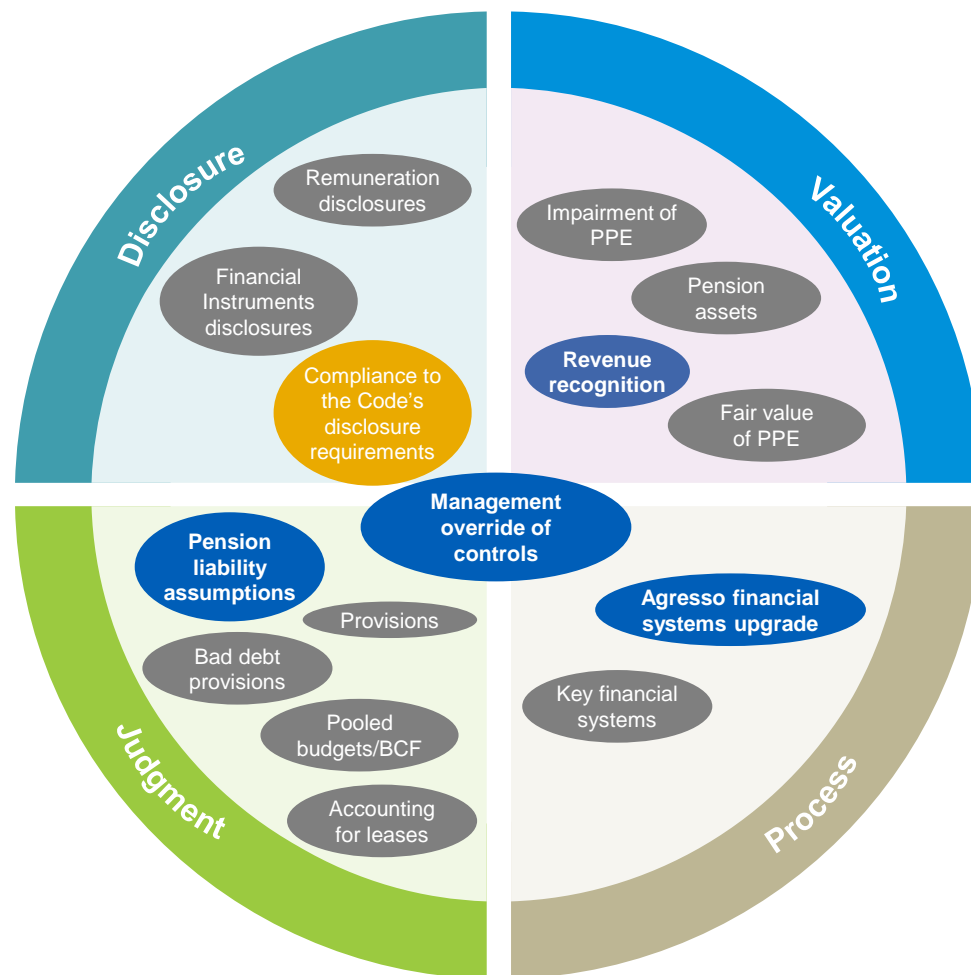 Disclosure
Remuneration
disclosures
Financial
Instruments
disclosures
Compliance to
the Code's
disclosure
requirements
Valuation
Impairment of
PPE
Pension
assets
Revenue
recognition
Fair value
of PPE
Management
override of
controls
Judgment
Pension
liability
assumptions
Provisions
Bad debt
provisions
Pooled
budgets/BCF
Accounting
for leases
Process
Agresso financial
systems upgrade
Key financial
systems